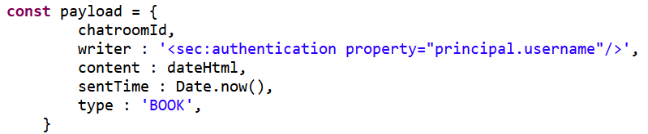 const payload = {
chatroomId,
writer : '<sec:authentication property="principal.username"/>',
content : dateHtml,
sentTime : Date.now(),
type : 'BOOK',
}